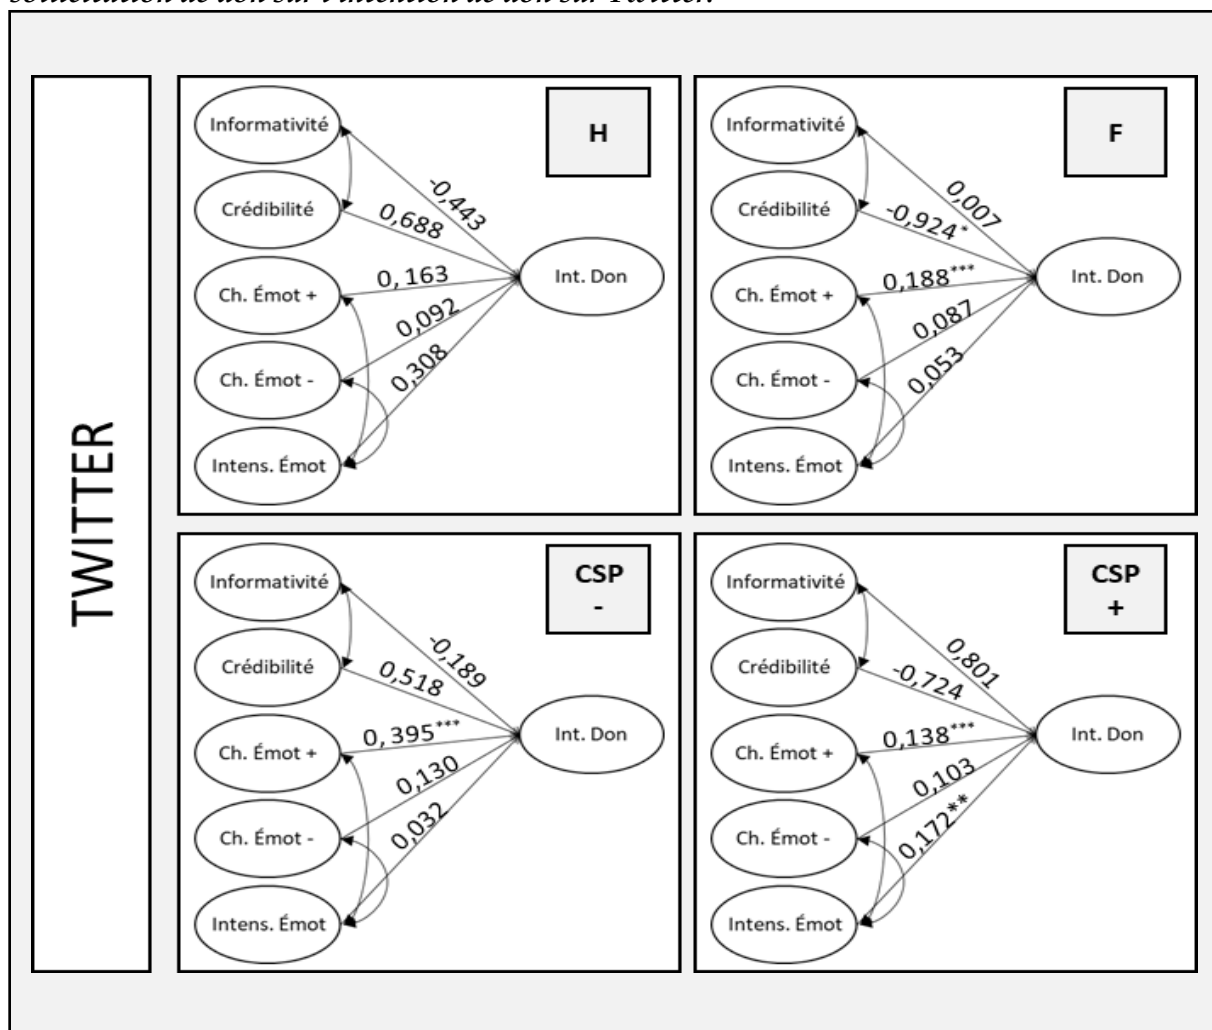 sollicitation de don sur l'intention de don sur Twitter.
TWITTER
H
Informativité
Crédibilité
Ch. Émot +
Ch. Émot -
Intens. Émot
-0,443
0,688
0, 163
0,092
0,308
Int. Don
F
Informativité
Crédibilité
Ch. Émot +
Ch. Émot -
Intens. Émot
0,007
-0,924*
0,188***
0,087
0,053
Int. Don
CSP
-
Informativité
Crédibilité
Ch. Émot +
Ch. Émot -
Intens. Émot
-0,189
0,518
0, 395***
0,130
0,032
Int. Don
CSP
+
Informativité
Crédibilité
Ch. Émot +
Ch. Émot -
Intens. Émot
0,801
-0,724
0,138***
0,103
0,172**
Int. Don